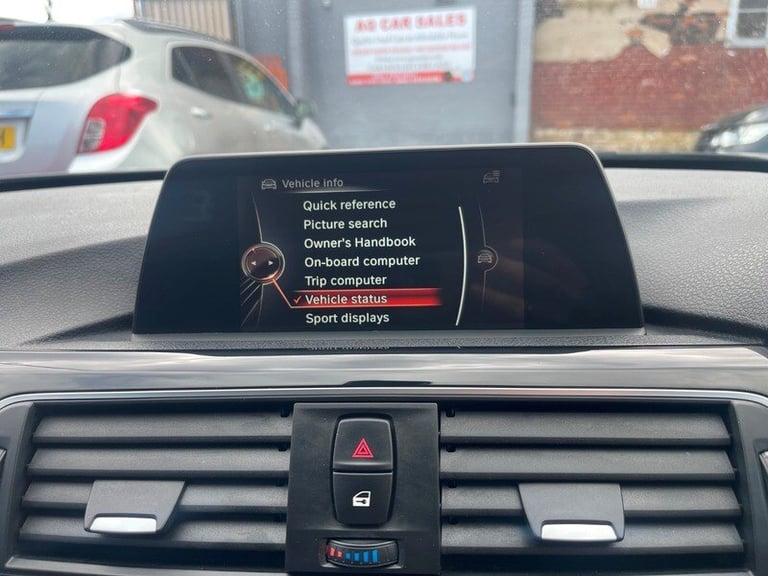 AG CAR SALES
Vehicle info
Quick reference
Picture search
Owner's Handbook
On-board computer
Trip computer
Vehicle status
Sport displays